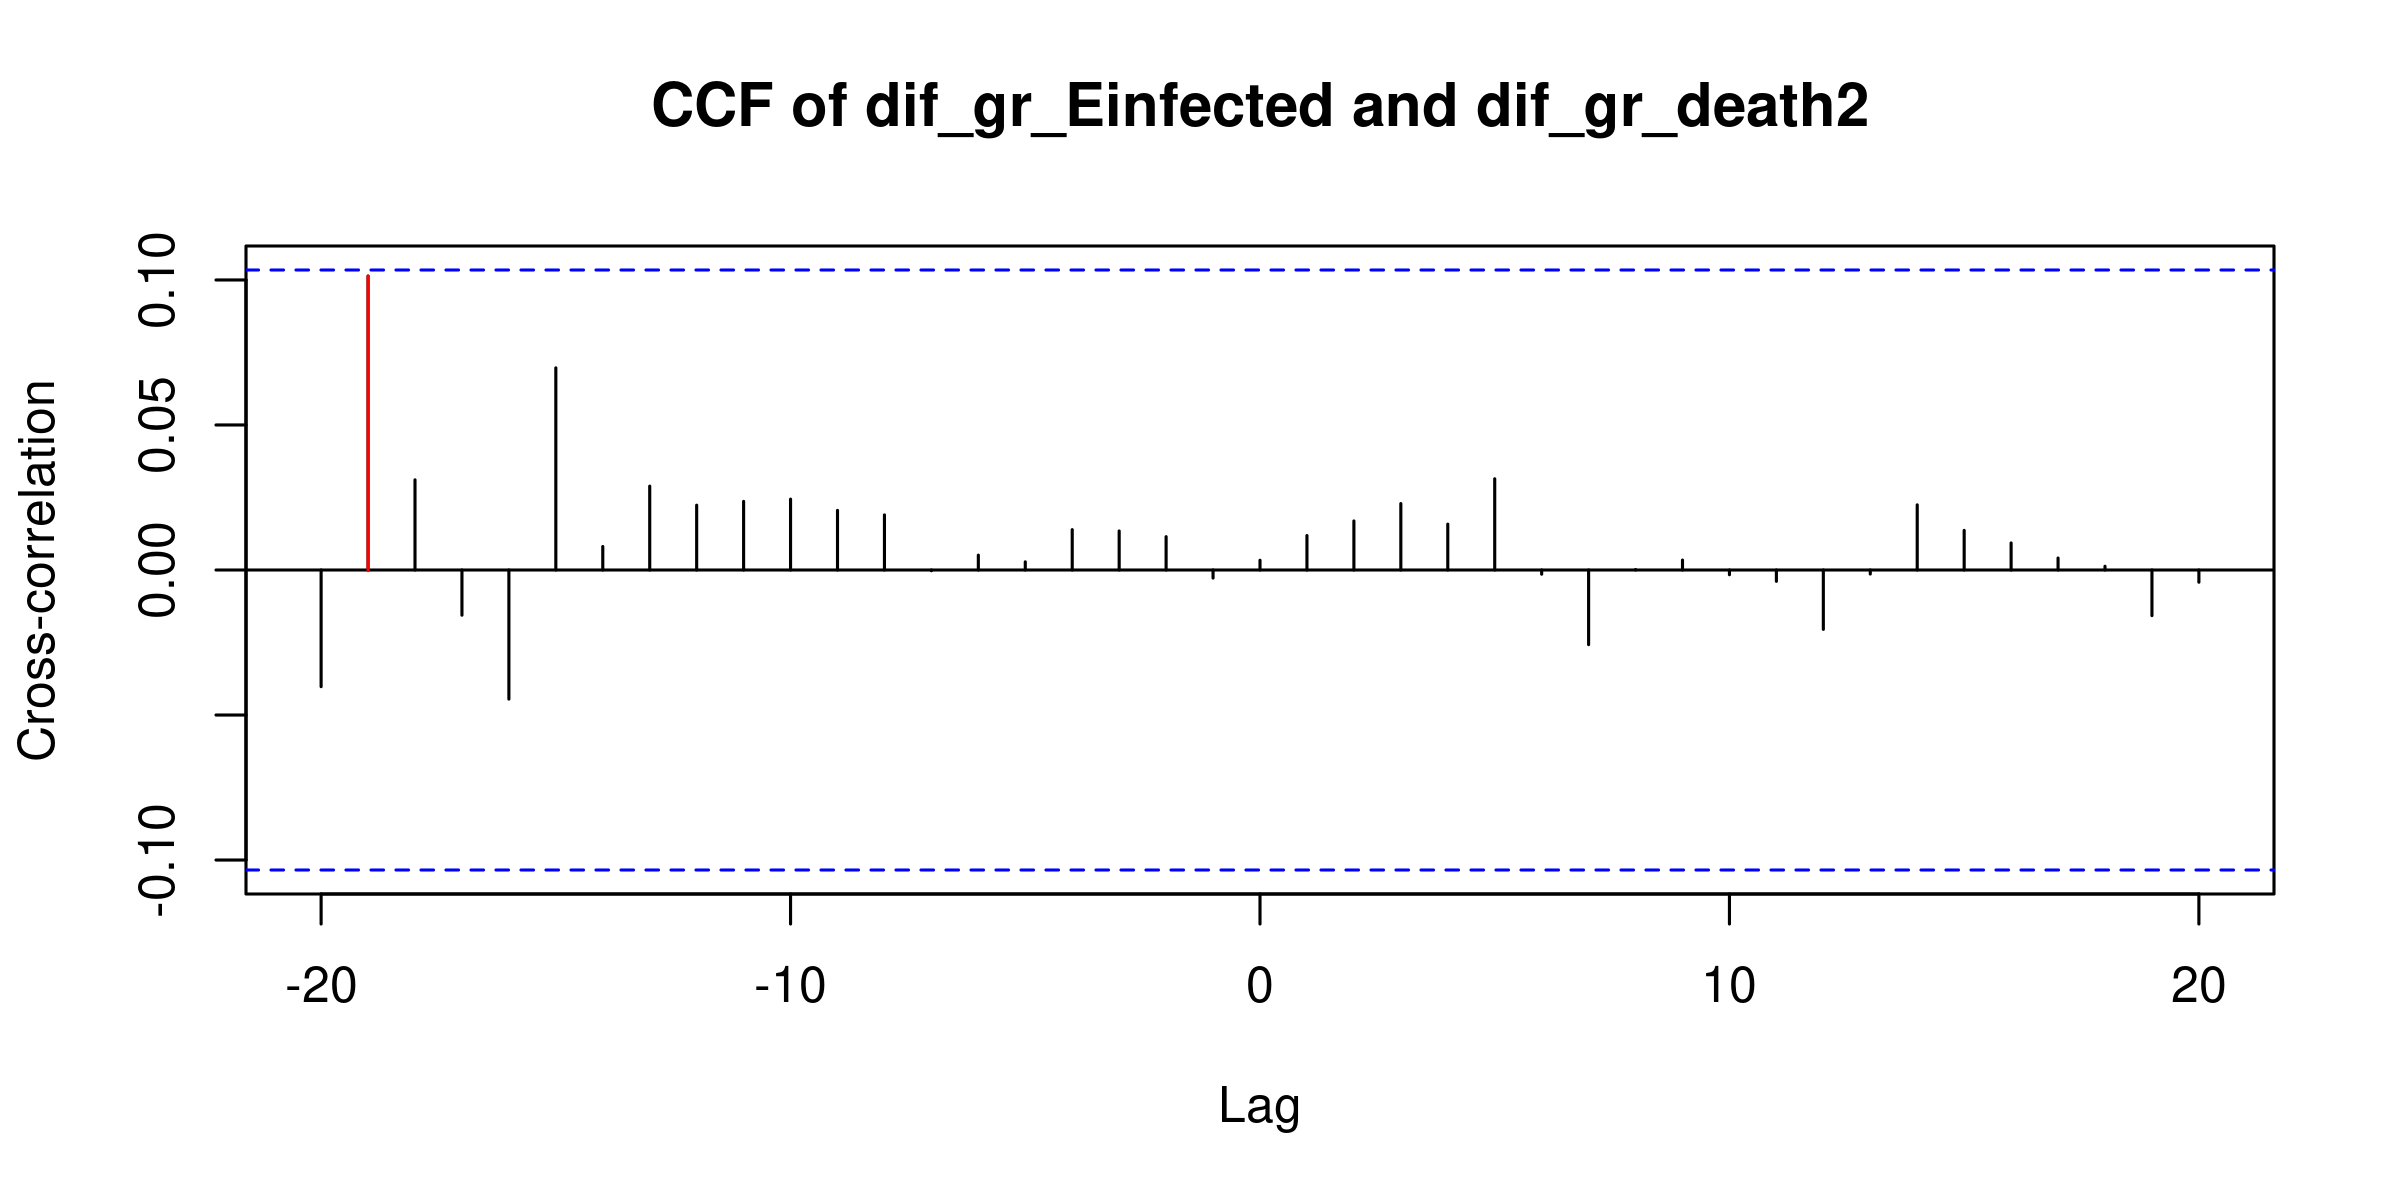 CCF of dif_gr_Einfected and dif_gr_death2
Cross-correlation
0.10
0.05
0.00
-0.10
-20 -10 0 10 20
Lag